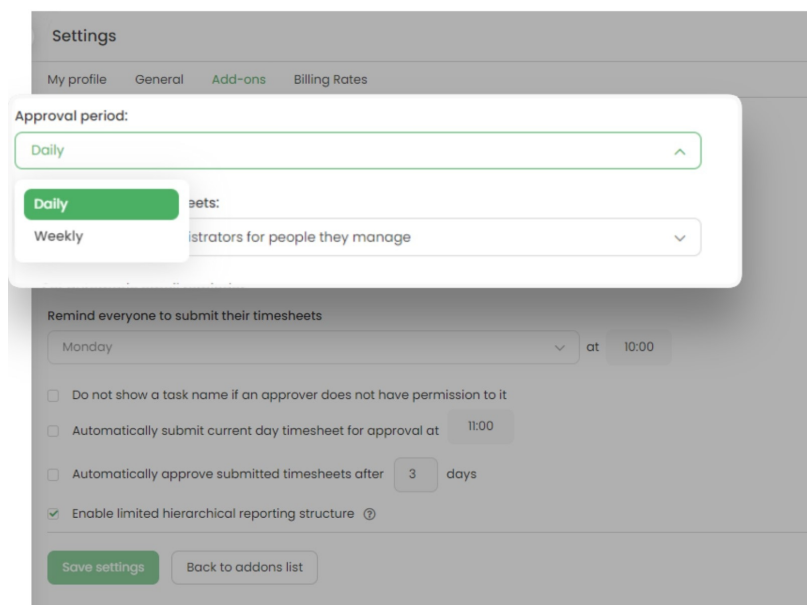 Settings
My profile General Add-ons Billing Rates
Approval period:
Daily
Daily
eets:
Weekly
istrators for people they manage
Remind everyone to submit their timesheets
Monday at 10:00
Do not show a task name if an approver does not have permission to it
Automatically submit current day timesheet for approval at 11:00
Automatically approve submitted timesheets after 3 days
Enable limited hierarchical reporting structure ?
Save settings Back to addons list